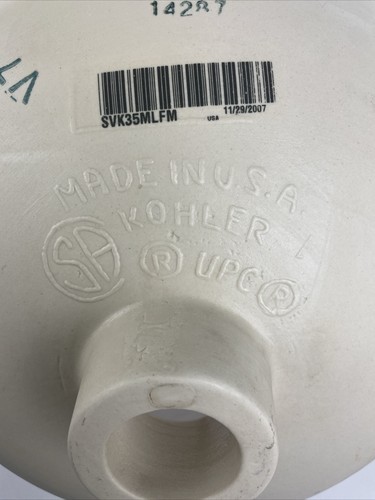 14287
SVK35MLFM
USA
11/29/2007
MADE IN U.S.A.
KOHLER
SA ® UPC ®